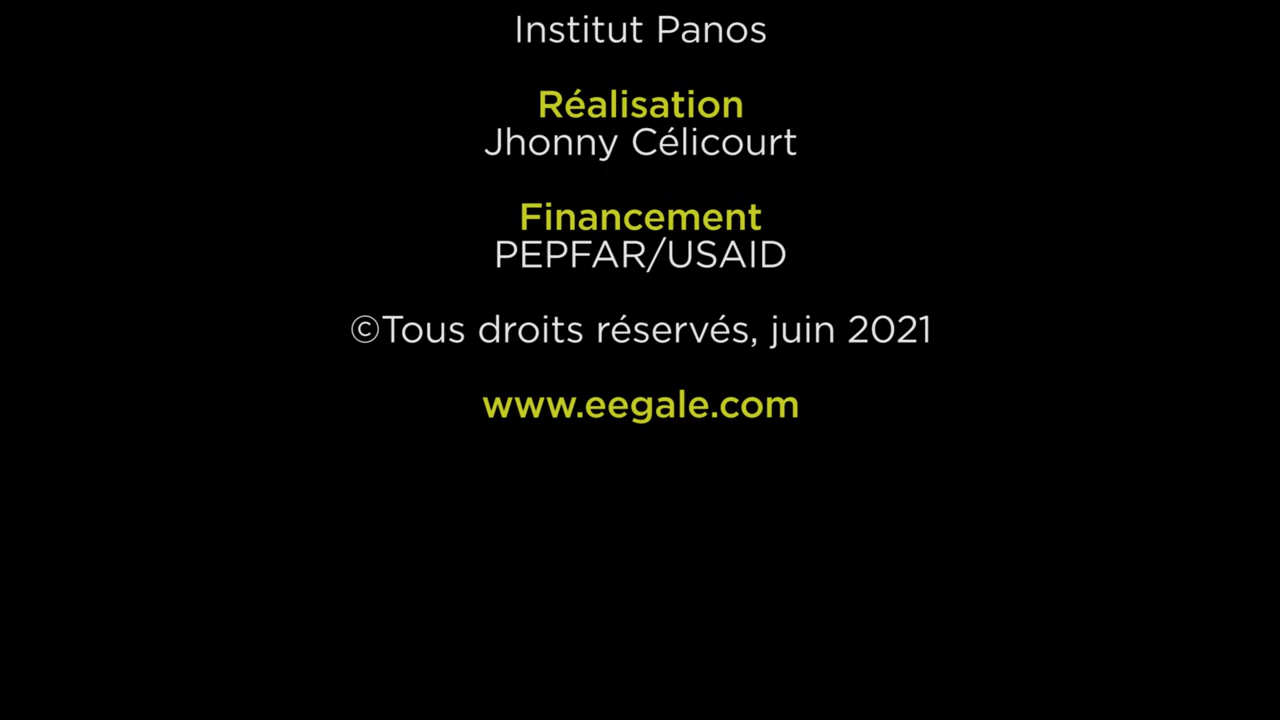 Institut Panos
Réalisation
Jhonny Célicourt
Financement
PEPFAR/USAID
©Tous droits réservés, juin 2021
www.eegale.com